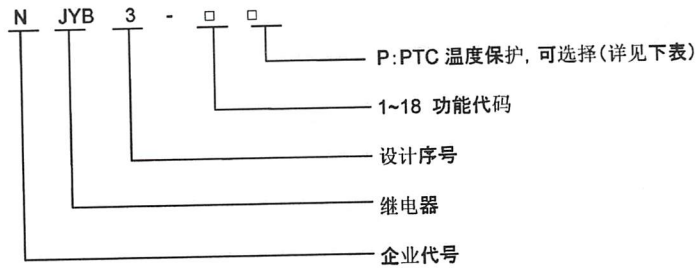 N JYB 3 - □ □
P:PTC 温度保护, 可选择(详见下表)
1~18 功能代码
设计序号
继电器
企业代号